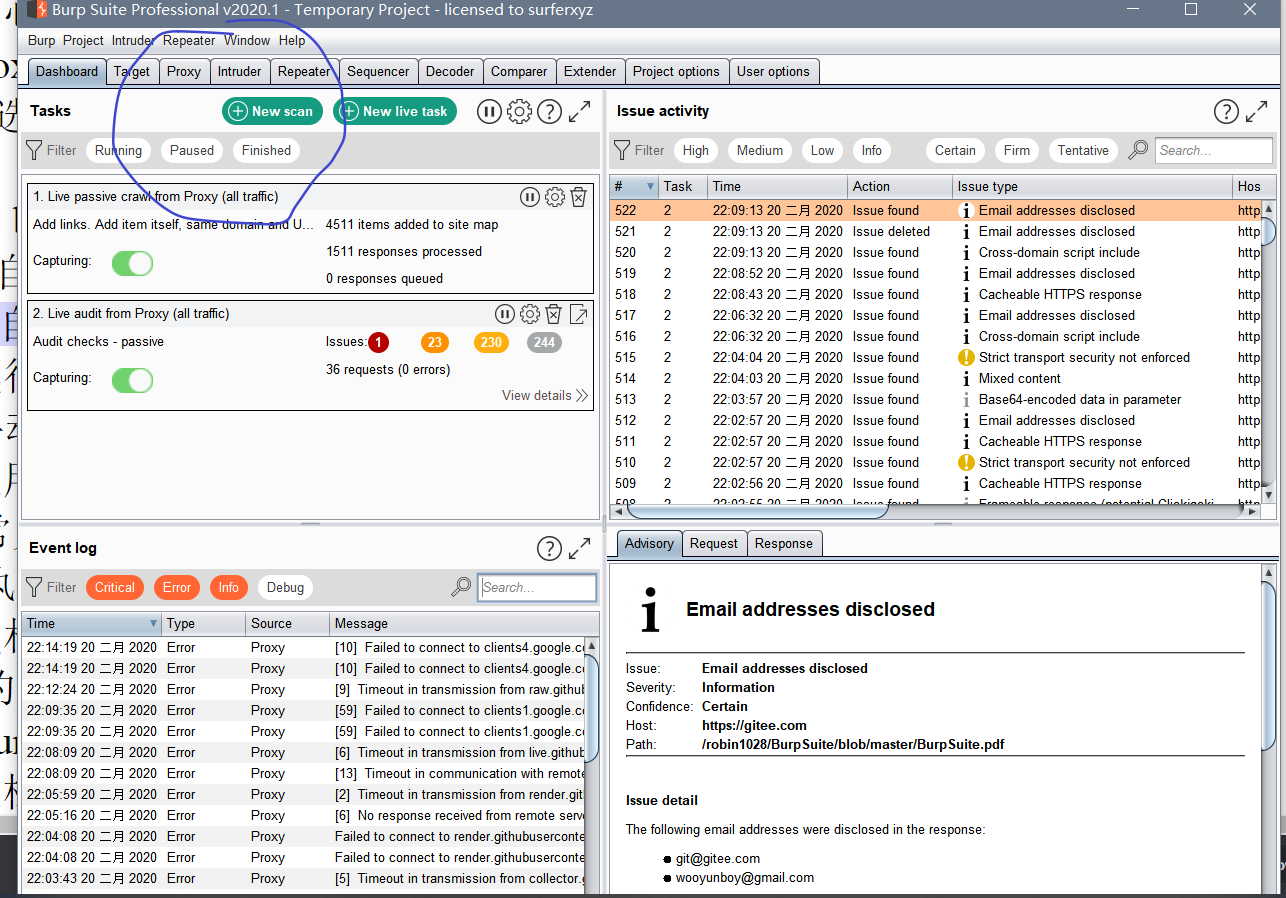 Burp Suite Professional v2020.1 - Temporary Project - licensed to surferxyz
Burp Project Intruder Repeater Window Help
Dashboard Target Proxy Intruder Repeater Sequencer Decoder Comparer Extender Project options User options
Tasks New scan New live task
Filter Running Paused Finished
1. Live passive crawl from Proxy (all traffic)
Add links. Add item itself, same domain and U... 4511 items added to site map
1511 responses processed
Capturing:
0 responses queued
2. Live audit from Proxy (all traffic)
Audit checks - passive Issues: 1 23 230 244
36 requests (0 errors)
Capturing:
View details
Issue activity
Filter High Medium Low Info Certain Firm Tentative Search...
# Task Time Action Issue type Hos
522 2 22:09:13 20 二月 2020 Issue found Email addresses disclosed http
521 2 22:09:13 20 二月 2020 Issue deleted Email addresses disclosed http
520 2 22:09:13 20 二月 2020 Issue found Cross-domain script include http
519 2 22:08:52 20 二月 2020 Issue found Email addresses disclosed http
518 2 22:08:43 20 二月 2020 Issue found Cacheable HTTPS response http
517 2 22:06:32 20 二月 2020 Issue found Email addresses disclosed http
516 2 22:06:32 20 二月 2020 Issue found Cross-domain script include http
515 2 22:04:04 20 二月 2020 Issue found Strict transport security not enforced http
514 2 22:04:03 20 二月 2020 Issue found Mixed content http
513 2 22:03:57 20 二月 2020 Issue found Base64-encoded data in parameter http
512 2 22:03:57 20 二月 2020 Issue found Email addresses disclosed http
511 2 22:02:57 20 二月 2020 Issue found Cacheable HTTPS response http
510 2 22:02:57 20 二月 2020 Issue found Strict transport security not enforced http
509 2 22:02:56 20 二月 2020 Issue found Cacheable HTTPS response http
Event log
Filter Critical Error Info Debug Search...
Time Type Source Message
22:14:19 20 二月 2020 Error Proxy [10] Failed to connect to clients4.google.c
22:14:19 20 二月 2020 Error Proxy [10] Failed to connect to clients4.google.c
22:12:24 20 二月 2020 Error Proxy [9] Timeout in transmission from raw.githu
22:09:35 20 二月 2020 Error Proxy [59] Failed to connect to clients1.google.c
22:09:35 20 二月 2020 Error Proxy [59] Failed to connect to clients1.google.c
22:08:09 20 二月 2020 Error Proxy [6] Timeout in transmission from live.githu
22:08:09 20 二月 2020 Error Proxy [13] Timeout in communication with remote
22:05:59 20 二月 2020 Error Proxy [2] Timeout in transmission from render.git
22:05:16 20 二月 2020 Error Proxy [6] No response received from remote serve
22:04:08 20 二月 2020 Error Proxy Failed to connect to render.githubuserconte
22:04:08 20 二月 2020 Error Proxy Failed to connect to render.githubuserconte
22:03:43 20 二月 2020 Error Proxy [5] Timeout in transmission from collector.
Advisory Request Response
Email addresses disclosed
Issue: Email addresses disclosed
Severity: Information
Confidence: Certain
Host: https://gitee.com
Path: /robin1028/BurpSuite/blob/master/BurpSuite.pdf
Issue detail
The following email addresses were disclosed in the response:
git@gitee.com
wooyunboy@gmail.com